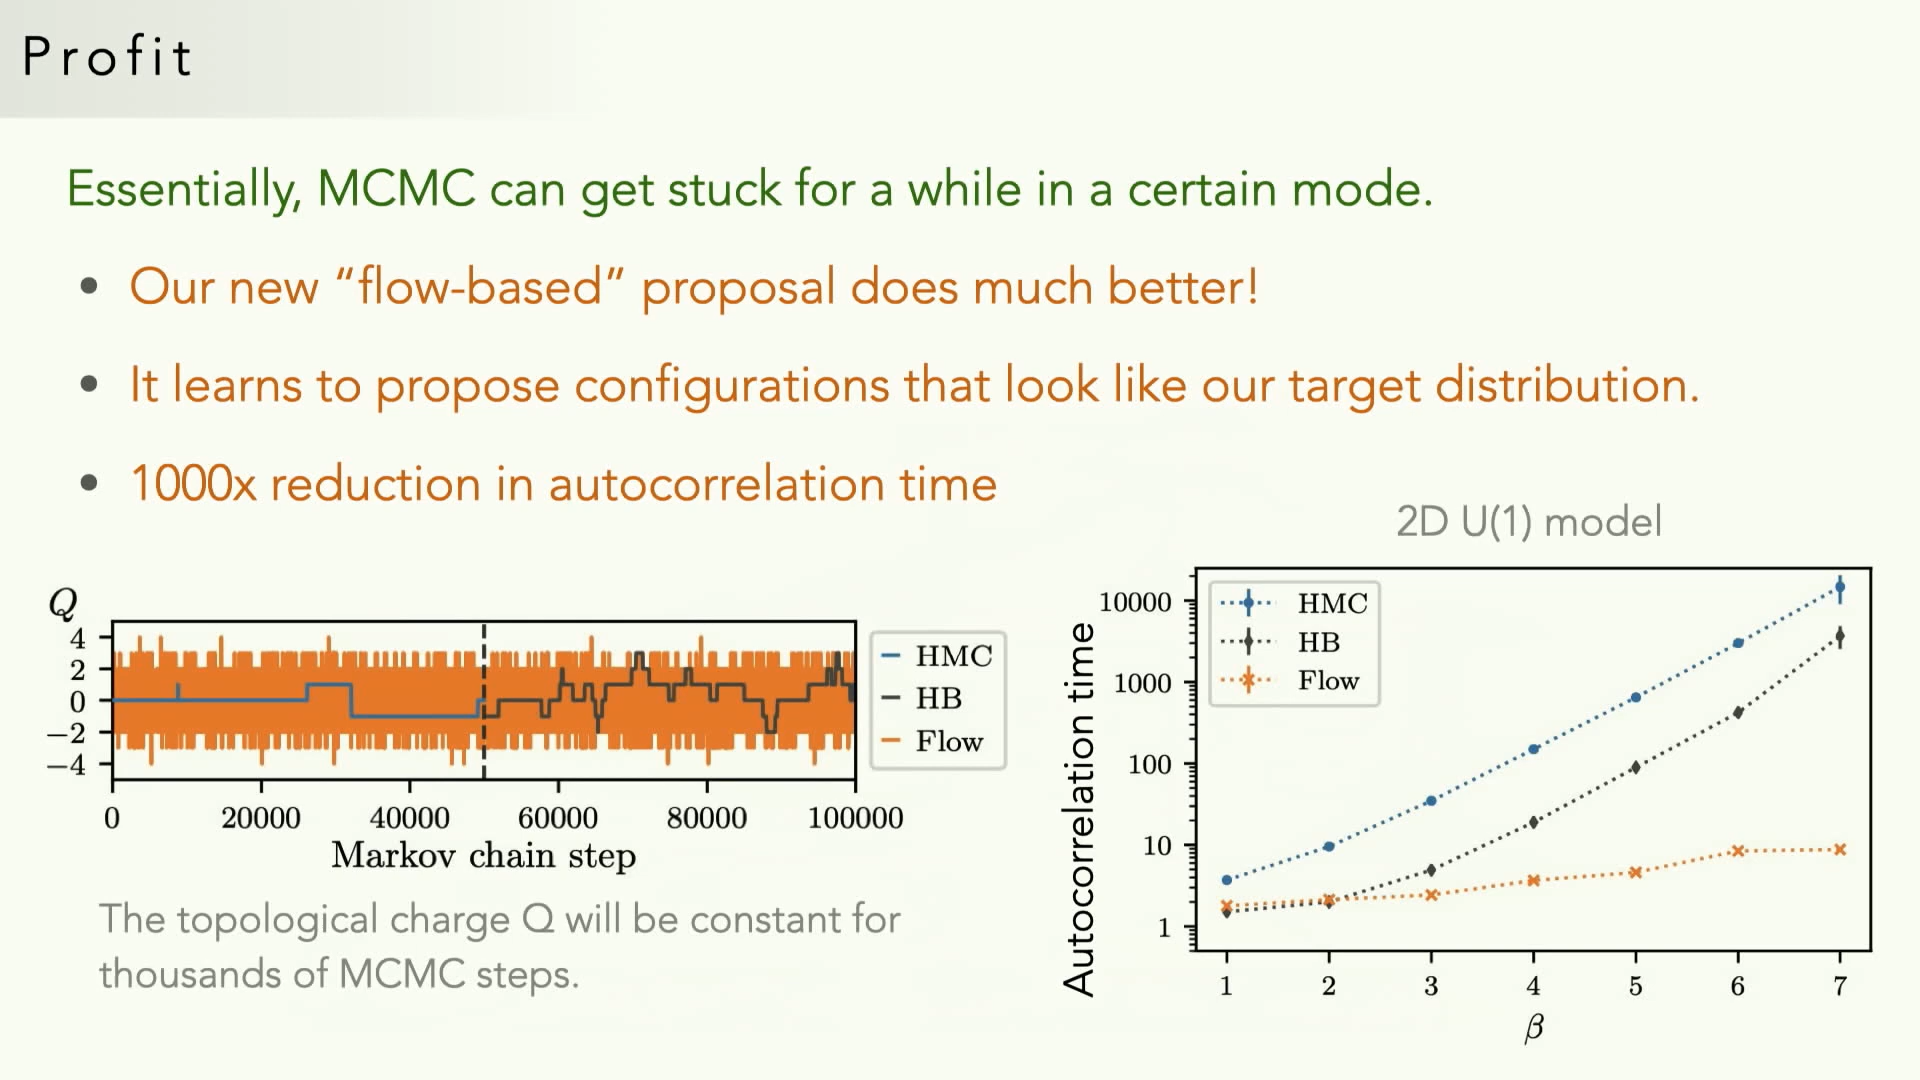 Profit
Essentially, MCMC can get stuck for a while in a certain mode.
• Our new “flow-based” proposal does much better!
• It learns to propose configurations that look like our target distribution.
• 1000x reduction in autocorrelation time
2D U(1) model
Q
4
2
0
−2
−4
0 20000 40000 60000 80000 100000
Markov chain step
HMC
HB
Flow
The topological charge Q will be constant for
thousands of MCMC steps.
Autocorrelation time
10000
1000
100
10
1
HMC
HB
Flow
1 2 3 4 5 6 7
β